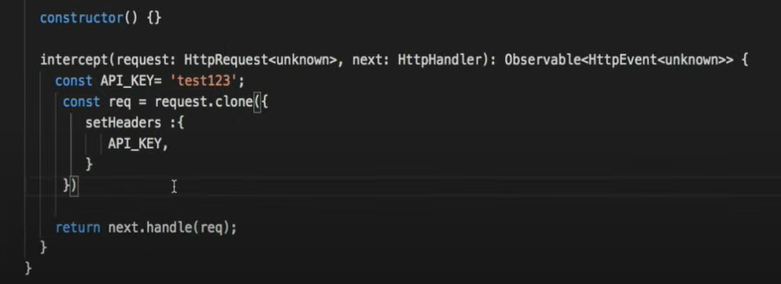 constructor() {}
intercept(request: HttpRequest<unknown>, next: HttpHandler): Observable<HttpEvent<unknown>> {
const API_KEY= 'test123';
const req = request.clone({
setHeaders :{
API_KEY,
}
})
return next.handle(req);
}
}